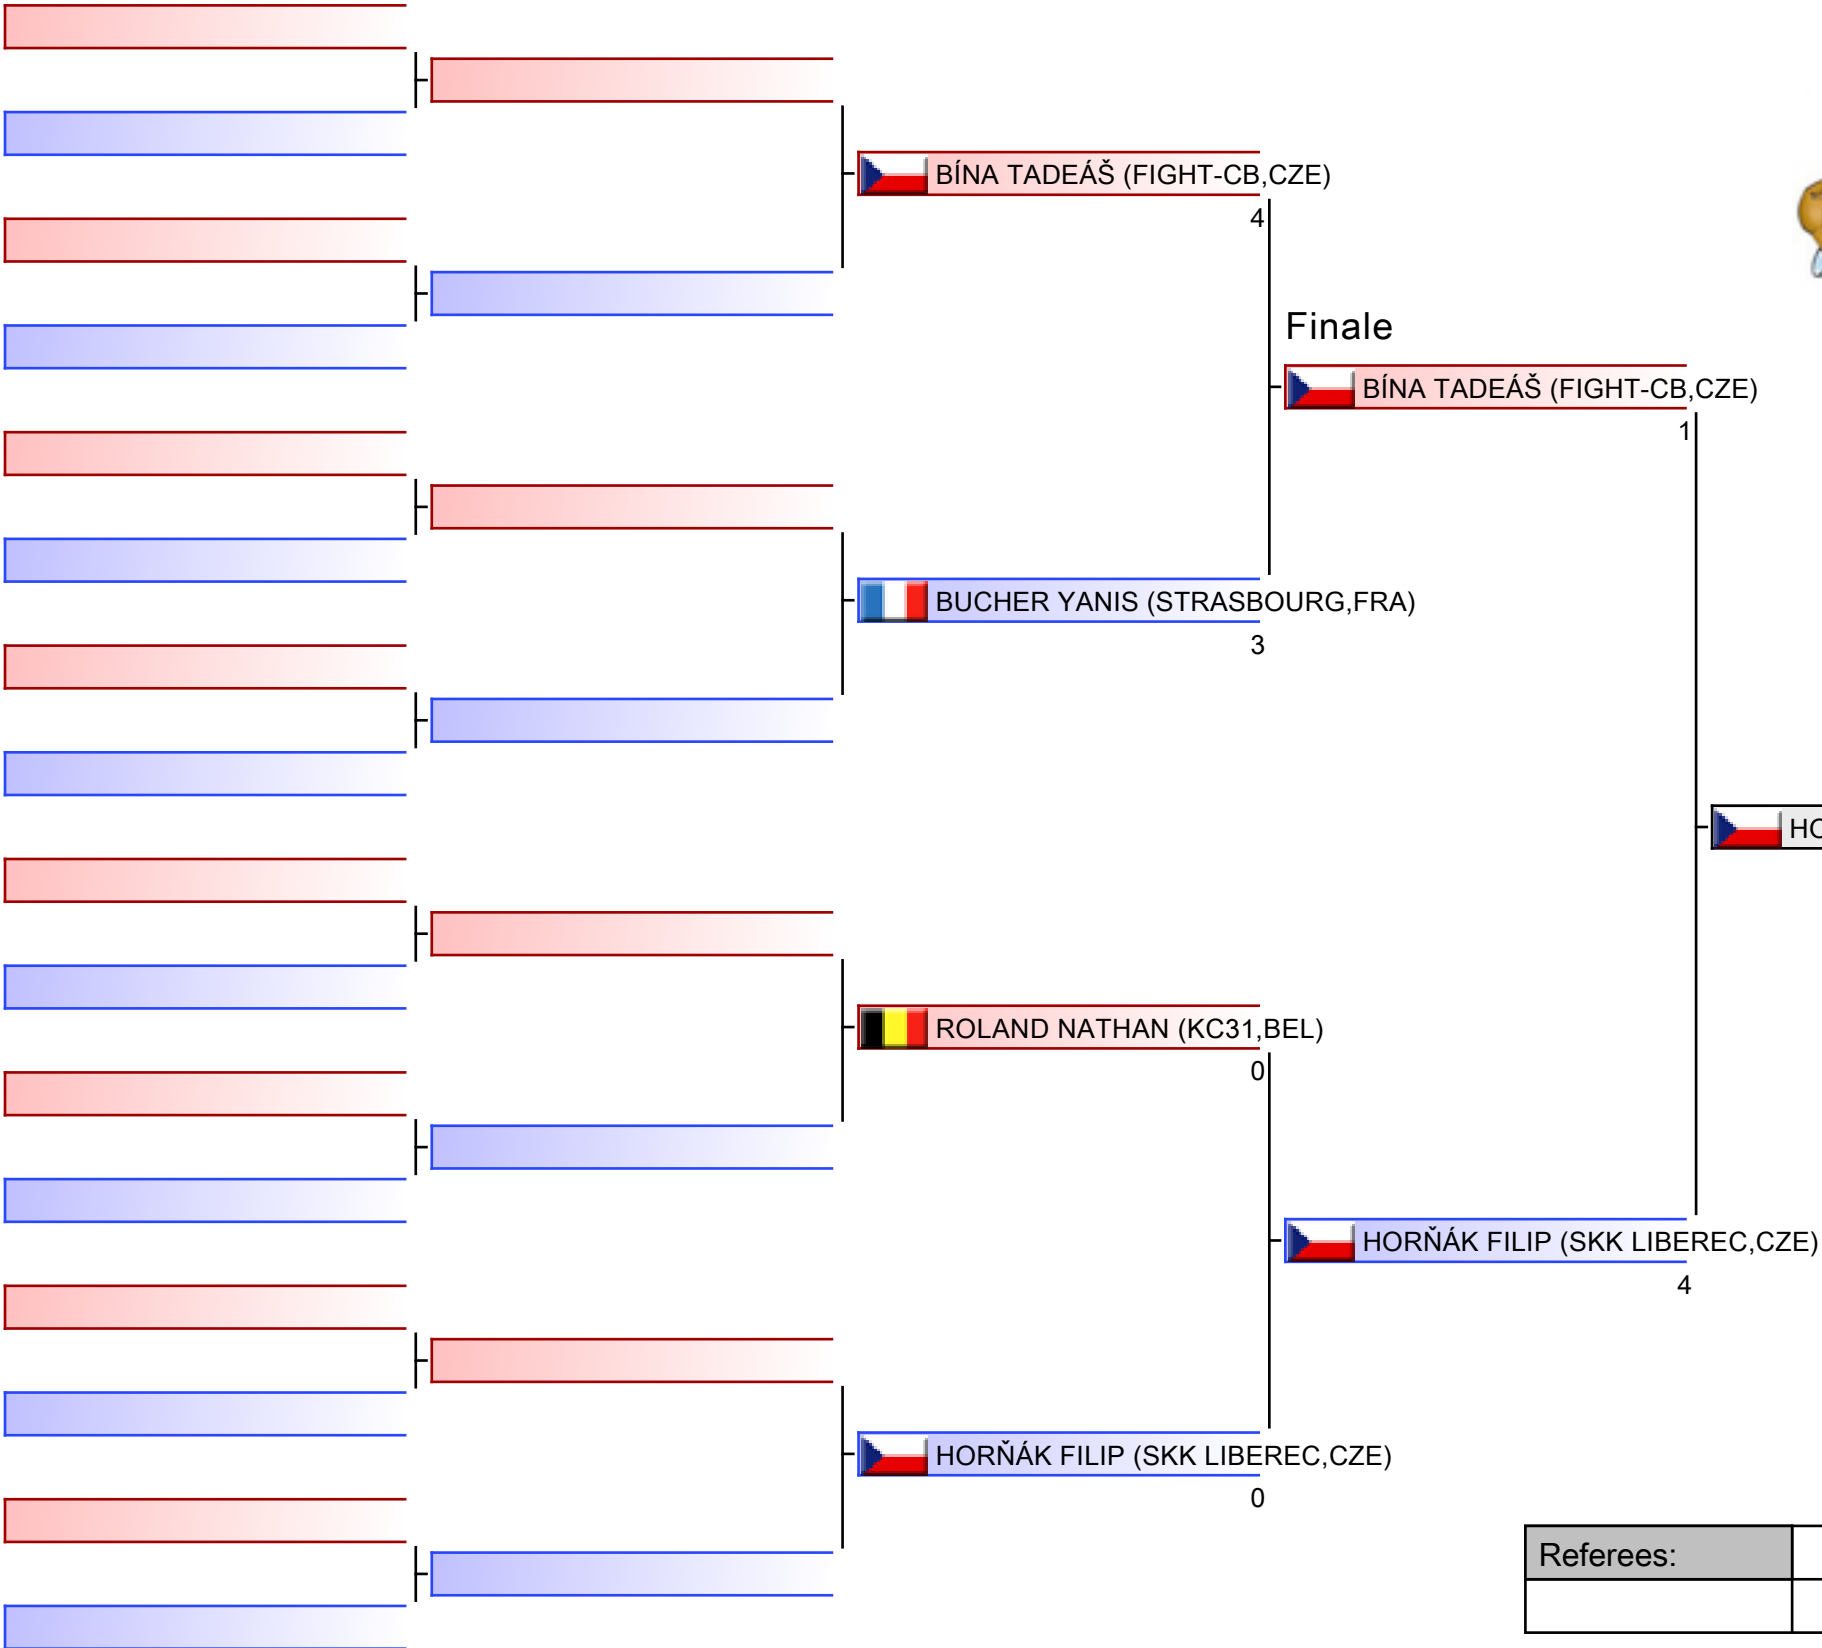 BÍNA TADEÁŠ (FIGHT-CB,CZE)
4
Finale
BÍNA TADEÁŠ (FIGHT-CB,CZE)
1
BUCHER YANIS (STRASBOURG,FRA)
3
HO
ROLAND NATHAN (KC31,BEL)
0
HORŇÁK FILIP (SKK LIBEREC,CZE)
4
HORŇÁK FILIP (SKK LIBEREC,CZE)
0
Referees: